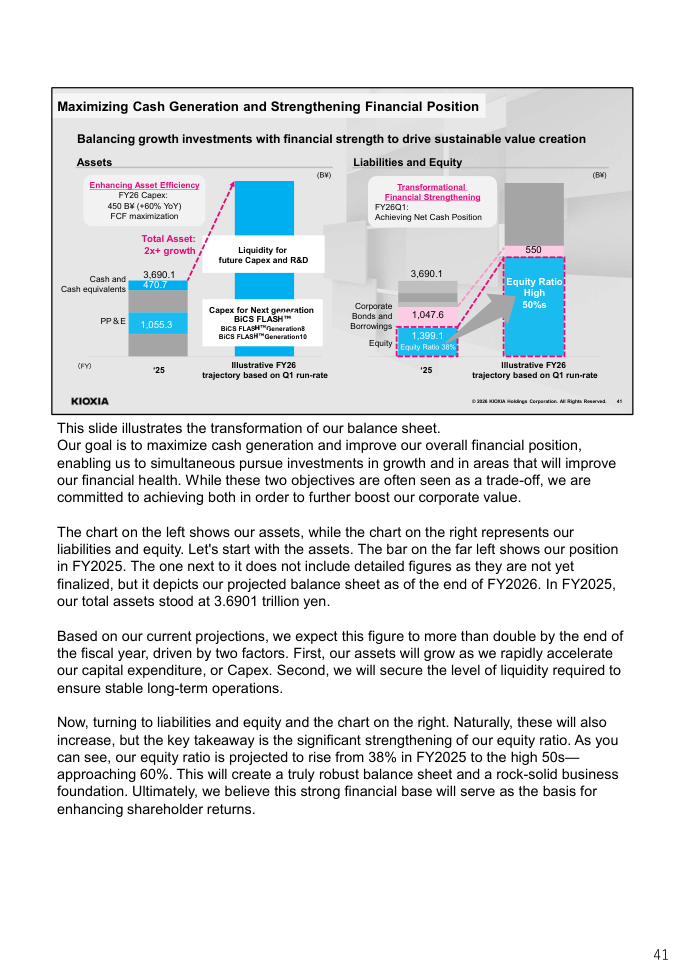 Maximizing Cash Generation and Strengthening Financial Position
Balancing growth investments with financial strength to drive sustainable value creation
Assets
(B¥)
Enhancing Asset Efficiency
FY26 Capex:
450 B¥ (+60% YoY)
FCF maximization
Total Asset:
2x+ growth
3,690.1
Cash and
Cash equivalents
470.7
PP＆E
1,055.3
Liquidity for
future Capex and R&D
Capex for Next generation
BiCS FLASH™
BiCS FLASH™Generation8
BiCS FLASH™Generation10
（FY）
'25
Illustrative FY26
trajectory based on Q1 run-rate
Liabilities and Equity
(B¥)
Transformational
Financial Strengthening
FY26Q1:
Achieving Net Cash Position
3,690.1
Corporate
Bonds and
Borrowings
1,047.6
Equity
1,399.1
Equity Ratio 38%
550
Equity Ratio
High
50%s
'25
Illustrative FY26
trajectory based on Q1 run-rate
KIOXIA
© 2026 KIOXIA Holdings Corporation. All Rights Reserved.
41
This slide illustrates the transformation of our balance sheet.
Our goal is to maximize cash generation and improve our overall financial position,
enabling us to simultaneous pursue investments in growth and in areas that will improve
our financial health. While these two objectives are often seen as a trade-off, we are
committed to achieving both in order to further boost our corporate value.
The chart on the left shows our assets, while the chart on the right represents our
liabilities and equity. Let's start with the assets. The bar on the far left shows our position
in FY2025. The one next to it does not include detailed figures as they are not yet
finalized, but it depicts our projected balance sheet as of the end of FY2026. In FY2025,
our total assets stood at 3.6901 trillion yen.
Based on our current projections, we expect this figure to more than double by the end of
the fiscal year, driven by two factors. First, our assets will grow as we rapidly accelerate
our capital expenditure, or Capex. Second, we will secure the level of liquidity required to
ensure stable long-term operations.
Now, turning to liabilities and equity and the chart on the right. Naturally, these will also
increase, but the key takeaway is the significant strengthening of our equity ratio. As you
can see, our equity ratio is projected to rise from 38% in FY2025 to the high 50s—
approaching 60%. This will create a truly robust balance sheet and a rock-solid business
foundation. Ultimately, we believe this strong financial base will serve as the basis for
enhancing shareholder returns.
41